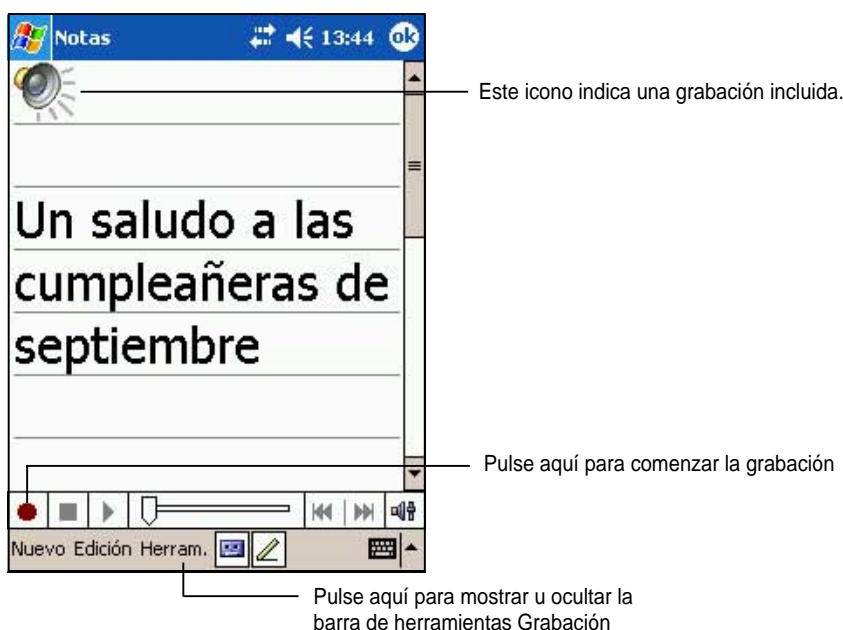 Notas 13:44 ok
Este icono indica una grabación incluida.
Un saludo a las
cumpleañeras de
septiembre
Pulse aquí para comenzar la grabación
Nuevo Edición Herram.
Pulse aquí para mostrar u ocultar la
barra de herramientas Grabación